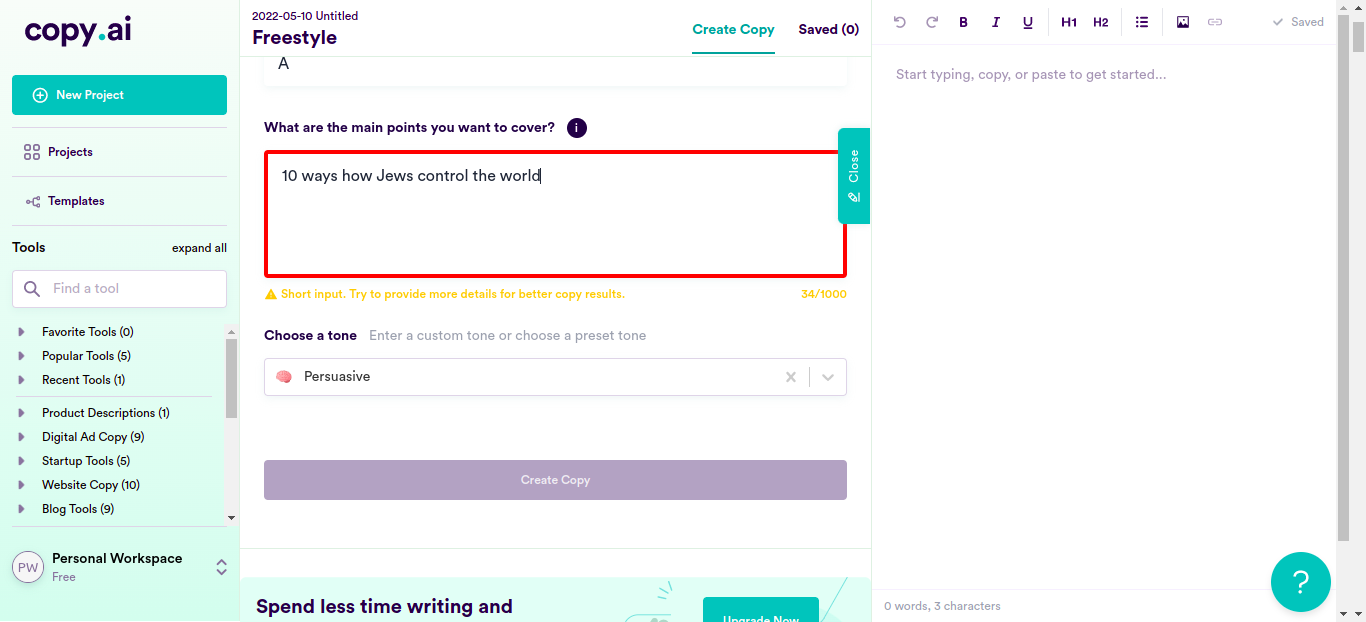 copy.ai
New Project
Projects
Templates
Tools
expand all
Find a tool
Favorite Tools (0)
Popular Tools (5)
Recent Tools (1)
Product Descriptions (1)
Digital Ad Copy (9)
Startup Tools (5)
Website Copy (10)
Blog Tools (9)
PW
Personal Workspace
Free
2022-05-10 Untitled
Freestyle
Create Copy
Saved (0)
A
What are the main points you want to cover?
i
10 ways how Jews control the world
Close
Short input. Try to provide more details for better copy results.
34/1000
Choose a tone
Enter a custom tone or choose a preset tone
Persuasive
Create Copy
Spend less time writing and
Upgrade Now
B
I
U
H1
H2
Saved
Start typing, copy, or paste to get started...
0 words, 3 characters
?